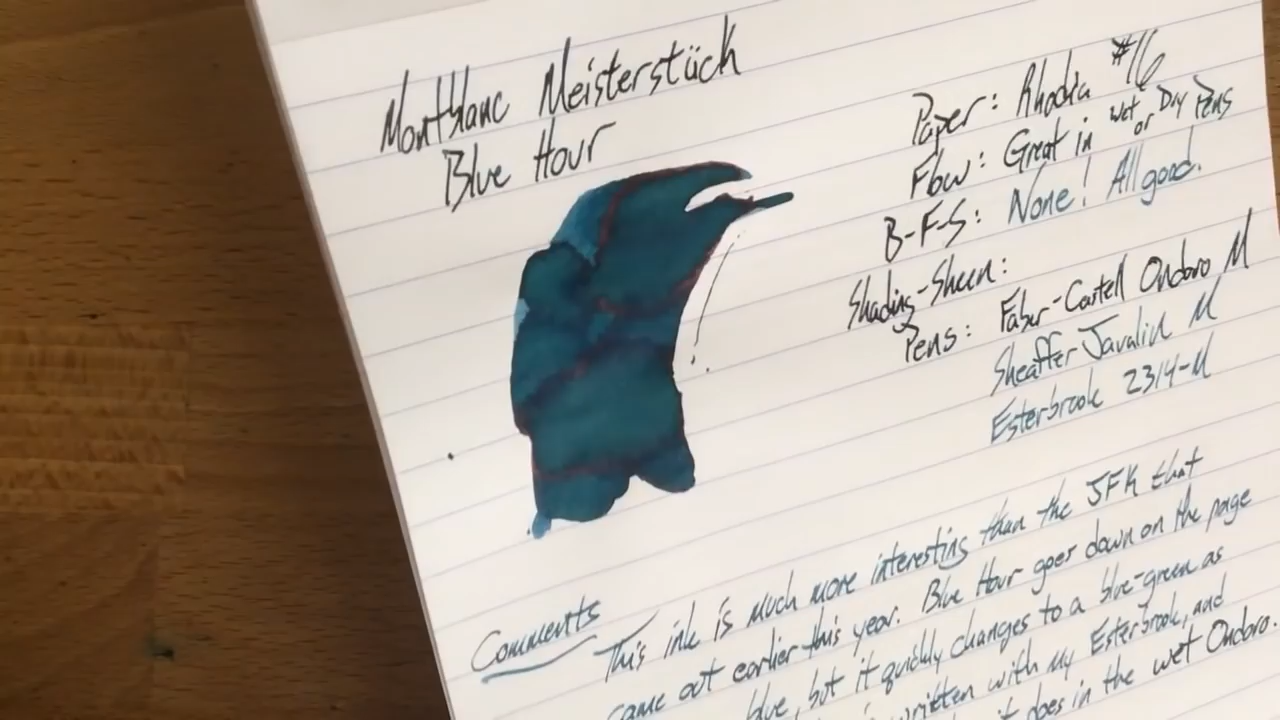 Montblanc Meisterstück
Blue Hour
Paper: Rhodia #16
Flow: Great in wet or Dry Pens
B-F-S: None! All good.
Shading-Sheen:
Pens: Faber-Castell Ondoro M
Sheaffer Javalin M
Esterbrook 2314-M
Comments
This ink is much more interesting than the JFK that
came out earlier this year. Blue Hour goes down on the page
blue, but it quickly changes to a blue-green as
written with my Esterbrook, and
it does in the wet Ondoro.